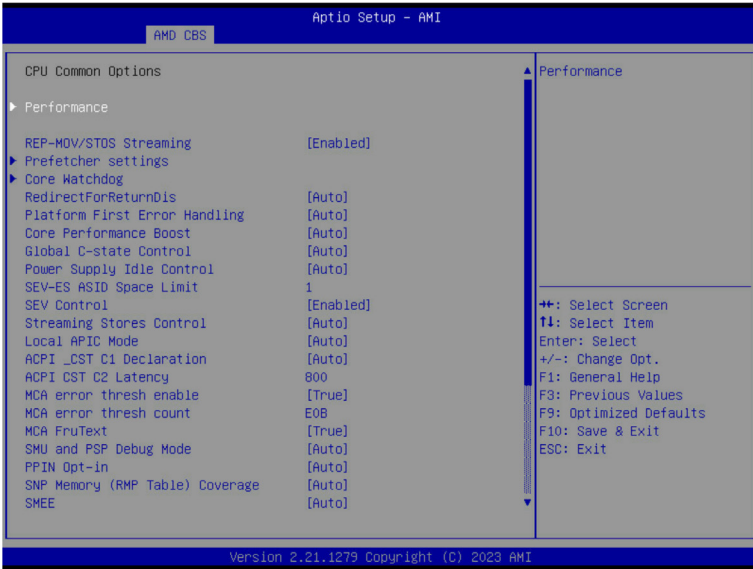 Aptio Setup – AMI
AMD CBS
CPU Common Options
Performance
REP-MOV/STOS Streaming [Enabled]
Prefetcher settings
Core Watchdog
RedirectForReturnDis [Auto]
Platform First Error Handling [Auto]
Core Performance Boost [Auto]
Global C-state Control [Auto]
Power Supply Idle Control [Auto]
SEV-ES ASID Space Limit 1
SEV Control [Enabled]
Streaming Stores Control [Auto]
Local APIC Mode [Auto]
ACPI _CST C1 Declaration [Auto]
ACPI CST C2 Latency 800
MCA error thresh enable [True]
MCA error thresh count E0B
MCA FruText [True]
SMU and PSP Debug Mode [Auto]
PPIN Opt-in [Auto]
SNP Memory (RMP Table) Coverage [Auto]
SMEE [Auto]
Performance
→←: Select Screen
↑↓: Select Item
Enter: Select
+/-: Change Opt.
F1: General Help
F3: Previous Values
F9: Optimized Defaults
F10: Save & Exit
ESC: Exit
Version 2.21.1279 Copyright (C) 2023 AMI